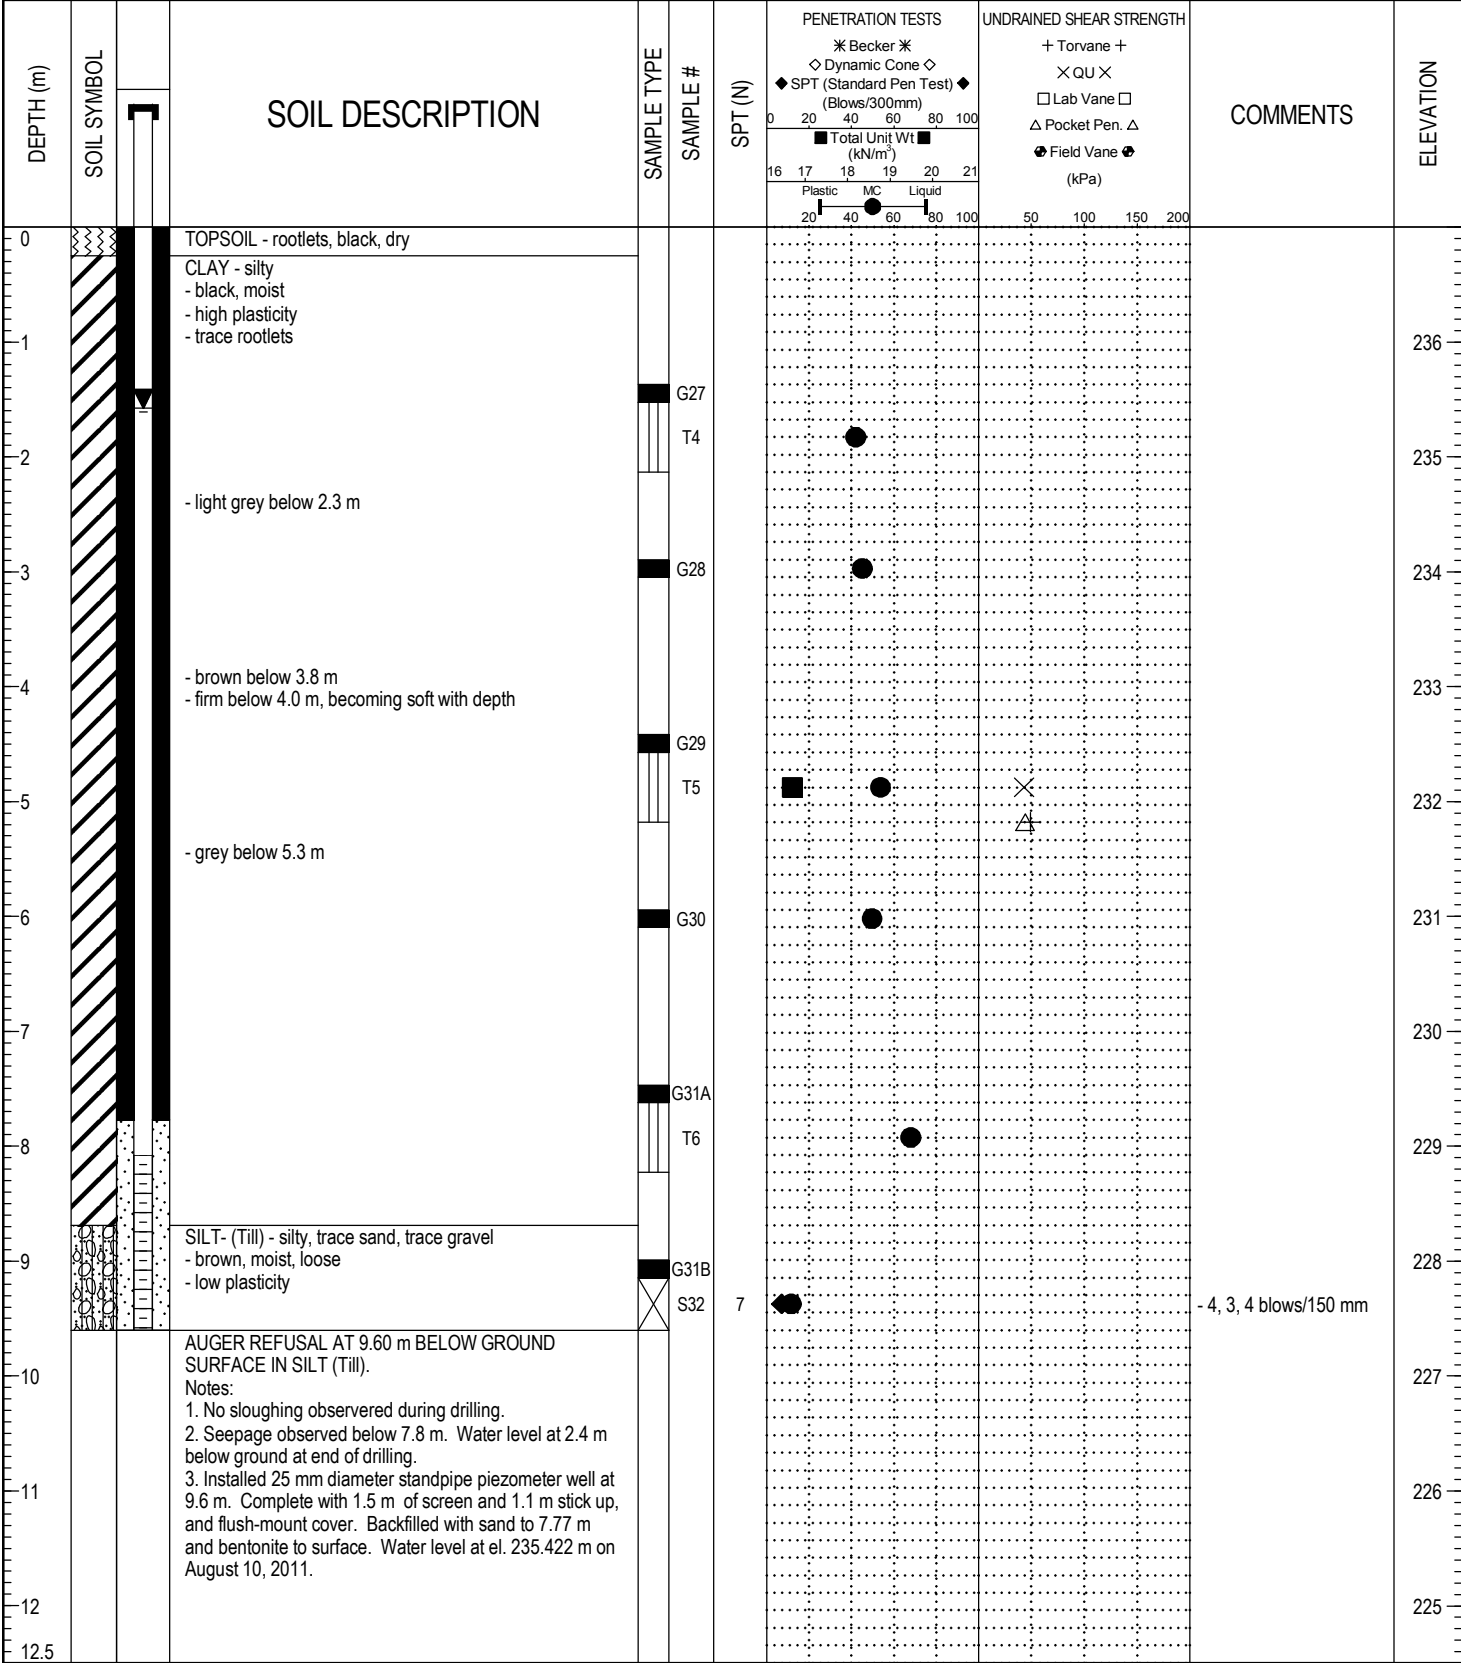 DEPTH (m)
SOIL SYMBOL
SOIL DESCRIPTION
SAMPLE TYPE
SAMPLE #
SPT (N)
PENETRATION TESTS
✳ Becker ✳
◇ Dynamic Cone ◇
◆ SPT (Standard Pen Test) ◆
(Blows/300mm)
0 20 40 60 80 100
■ Total Unit Wt ■
(kN/m³)
16 17 18 19 20 21
Plastic MC Liquid
20 40 60 80 100
UNDRAINED SHEAR STRENGTH
+ Torvane +
× QU ×
□ Lab Vane □
△ Pocket Pen. △
Field Vane
(kPa)
50 100 150 200
COMMENTS
ELEVATION
0
TOPSOIL - rootlets, black, dry
CLAY - silty
- black, moist
- high plasticity
- trace rootlets
1
236
G27
T4
2
235
- light grey below 2.3 m
G28
3
234
- brown below 3.8 m
4
233
- firm below 4.0 m, becoming soft with depth
G29
T5
5
232
- grey below 5.3 m
6
G30
231
7
230
G31A
T6
8
229
SILT- (Till) - silty, trace sand, trace gravel
- brown, moist, loose
9
228
G31B
- low plasticity
S32 7
- 4, 3, 4 blows/150 mm
AUGER REFUSAL AT 9.60 m BELOW GROUND
SURFACE IN SILT (Till).
10
227
Notes:
1. No sloughing observered during drilling.
2. Seepage observed below 7.8 m. Water level at 2.4 m
below ground at end of drilling.
3. Installed 25 mm diameter standpipe piezometer well at
11
226
9.6 m. Complete with 1.5 m of screen and 1.1 m stick up,
and flush-mount cover. Backfilled with sand to 7.77 m
and bentonite to surface. Water level at el. 235.422 m on
August 10, 2011.
12
225
12.5